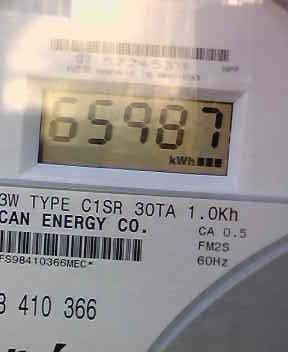 65987
kWh
3W TYPE C1SR 30TA 1.0Kh
CAN ENERGY CO.
CA 0.5
FM2S
60Hz
FS98410366MEC*
410 366